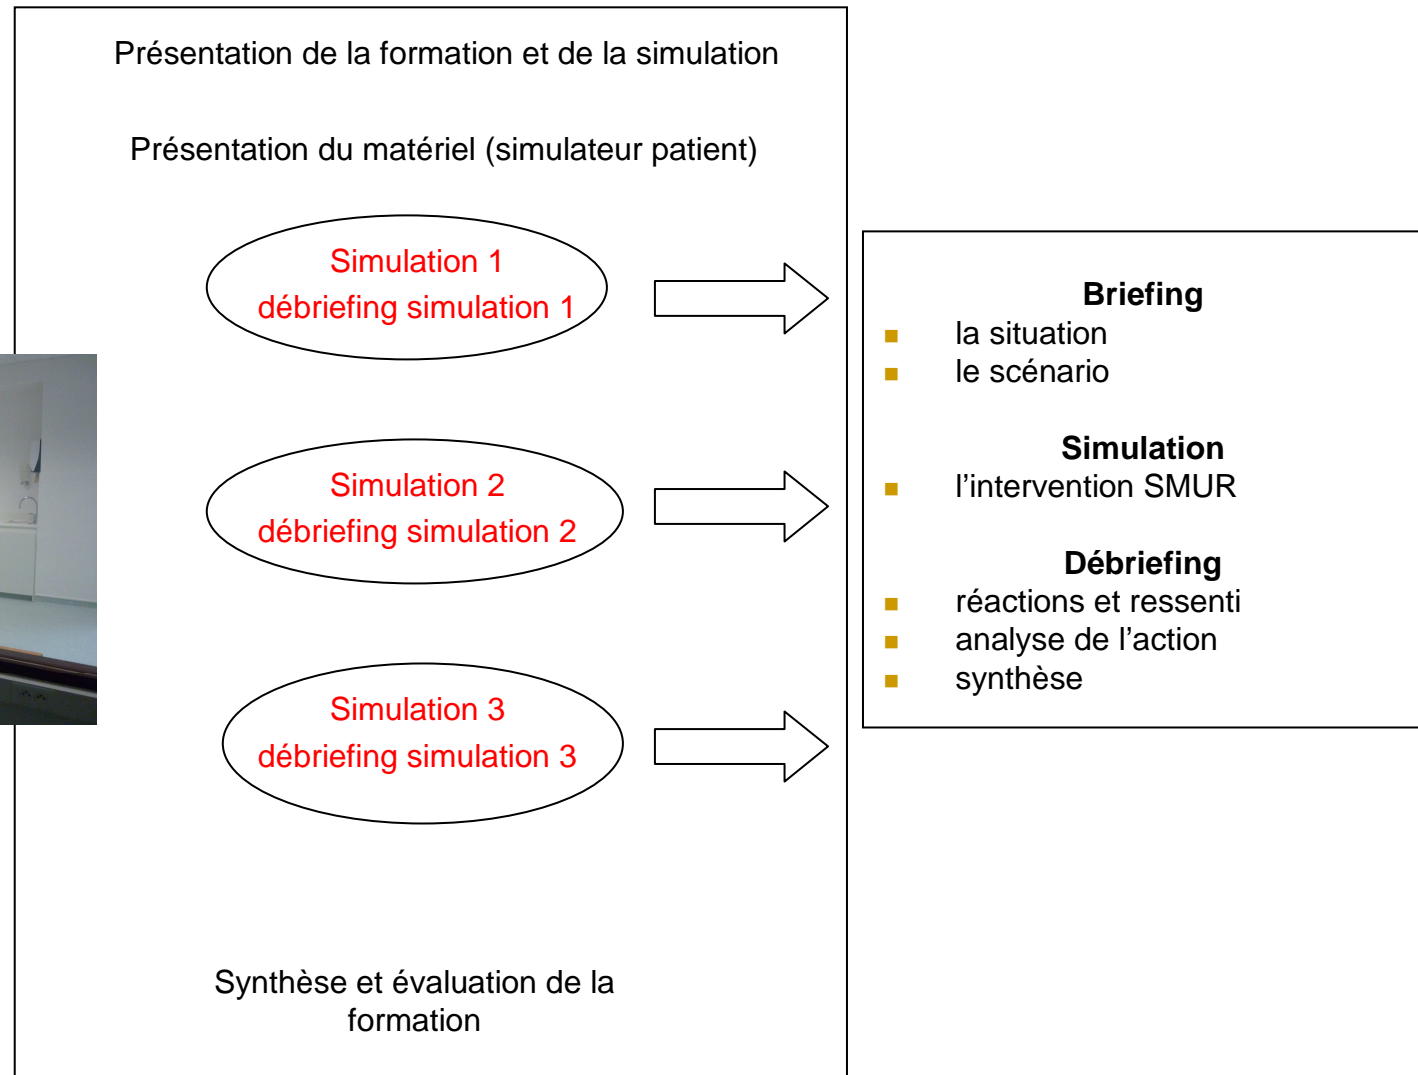 Présentation de la formation et de la simulation
Présentation du matériel (simulateur patient)
Simulation 1
débriefing simulation 1
Simulation 2
débriefing simulation 2
Simulation 3
débriefing simulation 3
Synthèse et évaluation de la
formation
Briefing
la situation
le scénario
Simulation
l’intervention SMUR
Débriefing
réactions et ressenti
analyse de l’action
synthèse